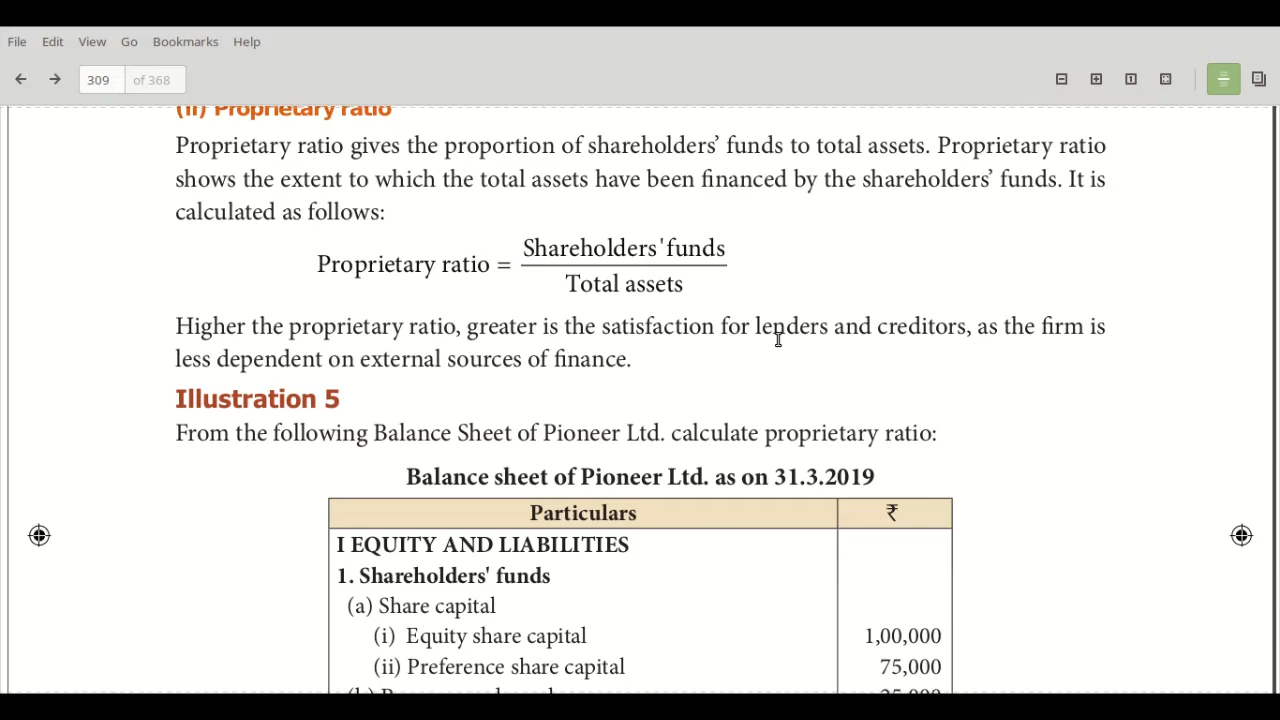 File Edit View Go Bookmarks Help
309 of 368
(ii) Proprietary ratio
Proprietary ratio gives the proportion of shareholders’ funds to total assets. Proprietary ratio
shows the extent to which the total assets have been financed by the shareholders’ funds. It is
calculated as follows:
Proprietary ratio = Shareholders' funds
Total assets
Higher the proprietary ratio, greater is the satisfaction for lenders and creditors, as the firm is
less dependent on external sources of finance.
Illustration 5
From the following Balance Sheet of Pioneer Ltd. calculate proprietary ratio:
Balance sheet of Pioneer Ltd. as on 31.3.2019
Particulars ₹
I EQUITY AND LIABILITIES
1. Shareholders' funds
(a) Share capital
(i) Equity share capital 1,00,000
(ii) Preference share capital 75,000